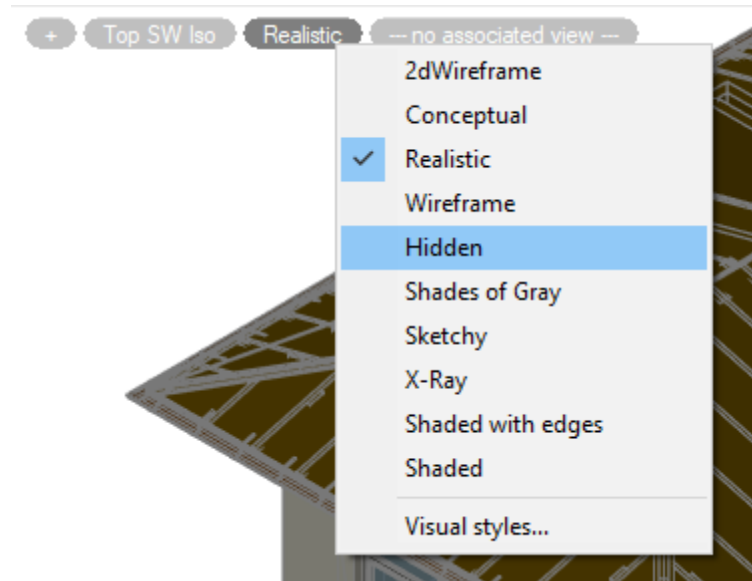 + Top SW Iso Realistic --- no associated view ---
2dWireframe
Conceptual
Realistic
Wireframe
Hidden
Shades of Gray
Sketchy
X-Ray
Shaded with edges
Shaded
Visual styles...